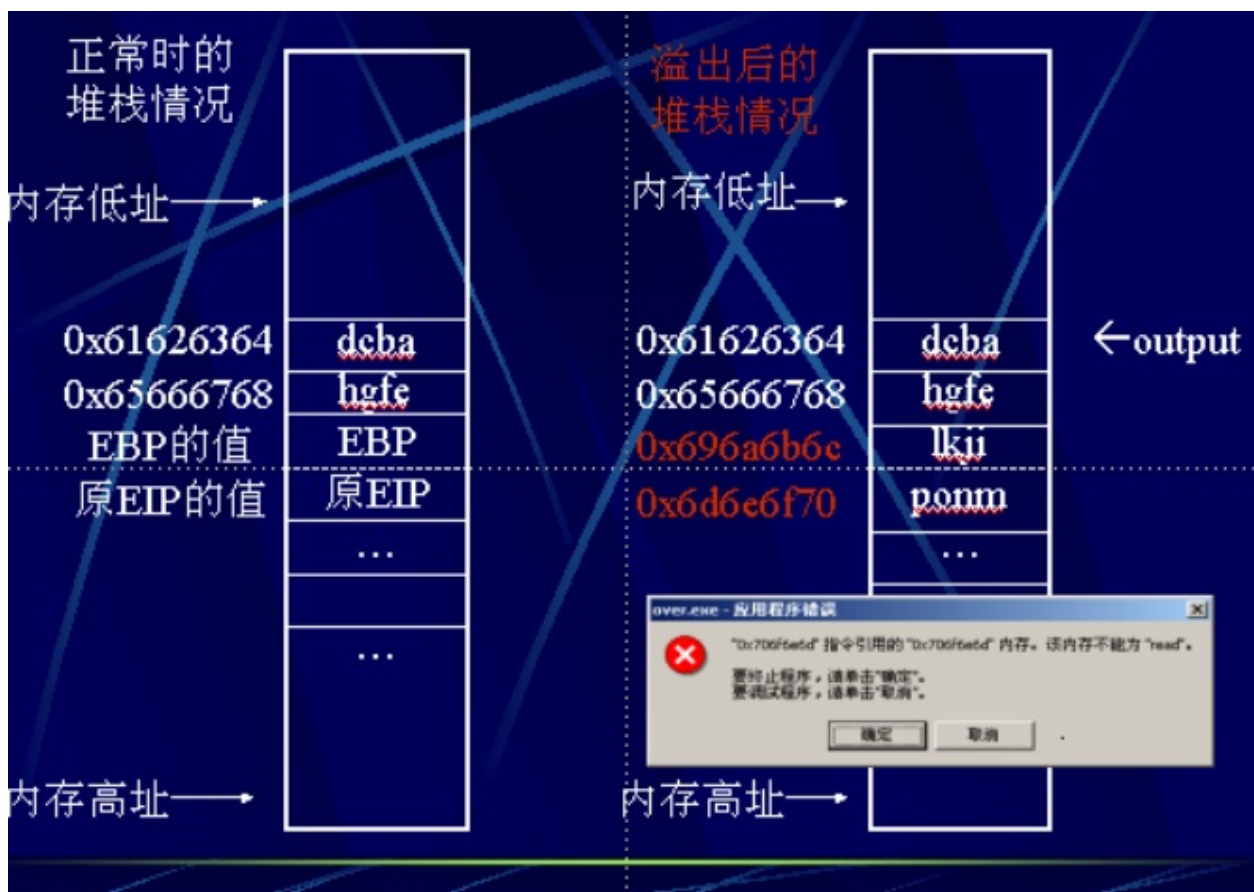 正常时的
堆栈情况
内存低址
0x61626364 dcba
0x65666768 hgfe
EBP的值 EBP
原EIP的值 原EIP
...
...
内存高址
溢出后的
堆栈情况
内存低址
0x61626364 dcba ←output
0x65666768 hgfe
0x696a6b6c lkji
0x6d6e6f70 ponm
...
over.exe - 应用程序错误
"0x706f6e6d" 指令引用的 "0x706f6e6d" 内存。该内存不能为 "read"。
要终止程序，请单击"确定"。
要调试程序，请单击"取消"。
确定 取消
内存高址